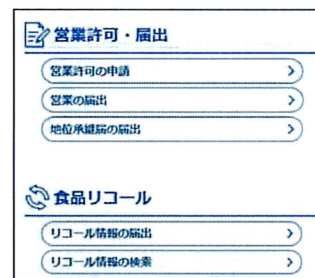 営業許可・届出
営業許可の申請
営業の届出
地位承継届の届出
食品リコール
リコール情報の届出
リコール情報の検索